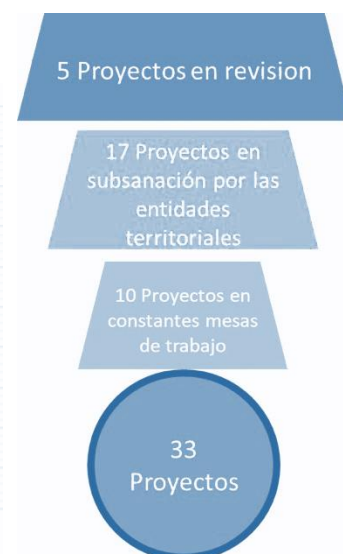 5 Proyectos en revision
17 Proyectos en
subsanación por las
entidades
territoriales
10 Proyectos en
constantes mesas
de trabajo
33
Proyectos